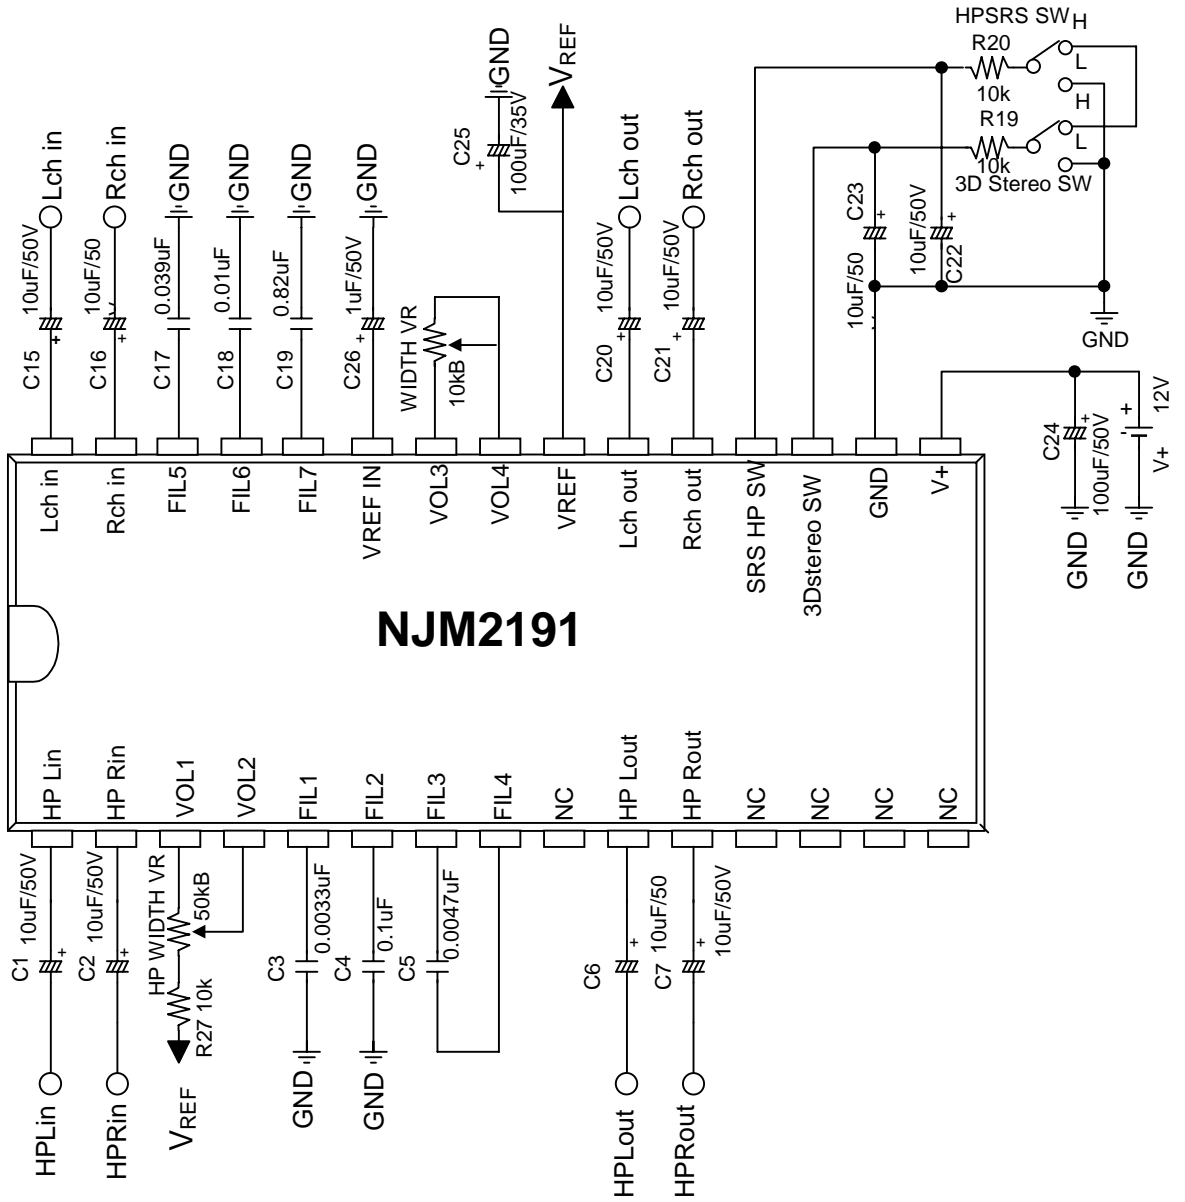 HPSRS SW
H
R20
L
10k
H
R19
L
10k
3D Stereo SW
GND
VREF
C25
+
100uF/35V
Lch in
Rch in
GND
GND
GND
GND
Lch out
Rch out
10uF/50V
10uF/50
V
0.039uF
0.01uF
0.82uF
1uF/50V
WIDTH VR
10kB
10uF/50V
10uF/50V
C23
+
10uF/50
10uF/50V
+
C22
GND
C15
+
C16
+
C17
C18
C19
C26
+
C20
+
C21
+
C24
+
100uF/50V
+
-
12V
V+
GND
GND
Lch in
Rch in
FIL5
FIL6
FIL7
VREF IN
VOL3
VOL4
VREF
Lch out
Rch out
SRS HP SW
3Dstereo SW
GND
V+
NJM2191
HP Lin
HP Rin
VOL1
VOL2
FIL1
FIL2
FIL3
FIL4
NC
HP Lout
HP Rout
NC
NC
NC
NC
C1
10uF/50V
+
C2
10uF/50V
+
HP WIDTH VR
50kB
R27 10k
C3
0.0033uF
C4
0.1uF
C5
0.0047uF
C6
+
10uF/50
C7
+
10uF/50V
HPLin
HPRin
VREF
GND
GND
HPLout
HPRout